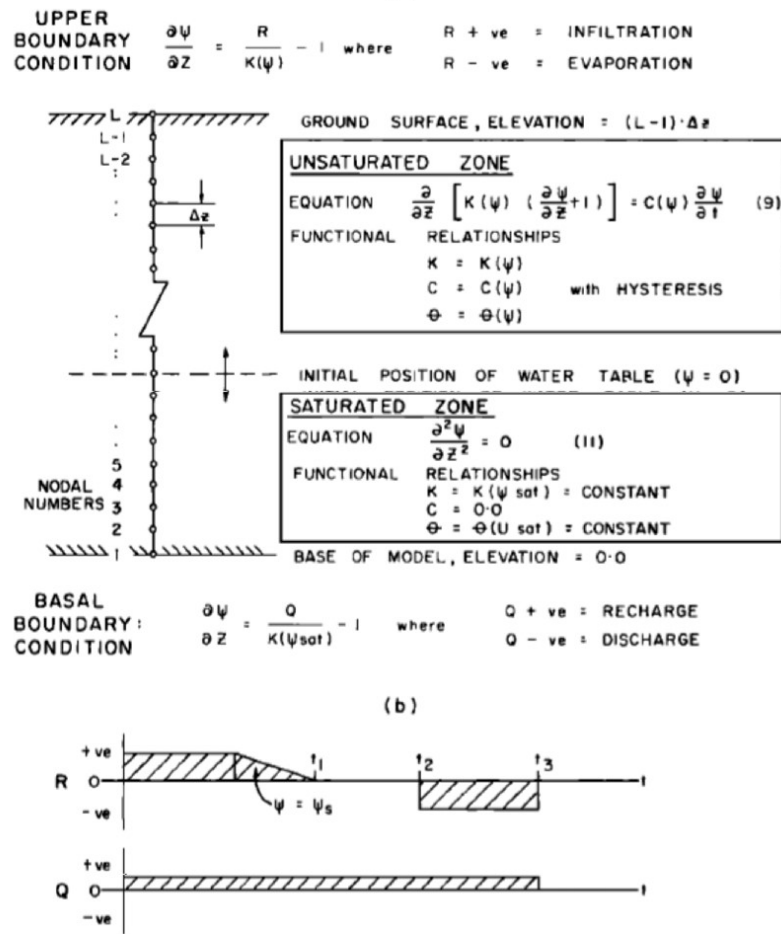 UPPER BOUNDARY CONDITION ∂ψ/∂Z = R/K(ψ) - 1 where
R + ve = INFILTRATION
R - ve = EVAPORATION
L
GROUND SURFACE, ELEVATION = (L-1)·Δz
L-1
L-2
Δz
UNSATURATED ZONE
EQUATION ∂/∂Z [K(ψ) (∂ψ/∂Z+1)] = C(ψ) ∂ψ/∂t (9)
FUNCTIONAL RELATIONSHIPS
K = K(ψ)
C = C(ψ) with HYSTERESIS
θ = θ(ψ)
INITIAL POSITION OF WATER TABLE (ψ = 0)
SATURATED ZONE
EQUATION ∂²ψ/∂Z² = 0 (11)
FUNCTIONAL RELATIONSHIPS
K = K(ψ sat) = CONSTANT
C = 0·0
θ = θ(U sat) = CONSTANT
NODAL NUMBERS
5
4
3
2
1
BASE OF MODEL, ELEVATION = 0·0
BASAL BOUNDARY: CONDITION ∂ψ/∂Z = Q/K(ψsat) - 1 where
Q + ve = RECHARGE
Q - ve = DISCHARGE
(b)
+ ve
R 0
- ve
t₁ t₂ t₃ t
ψ = ψₛ
+ ve
Q 0 t
-ve